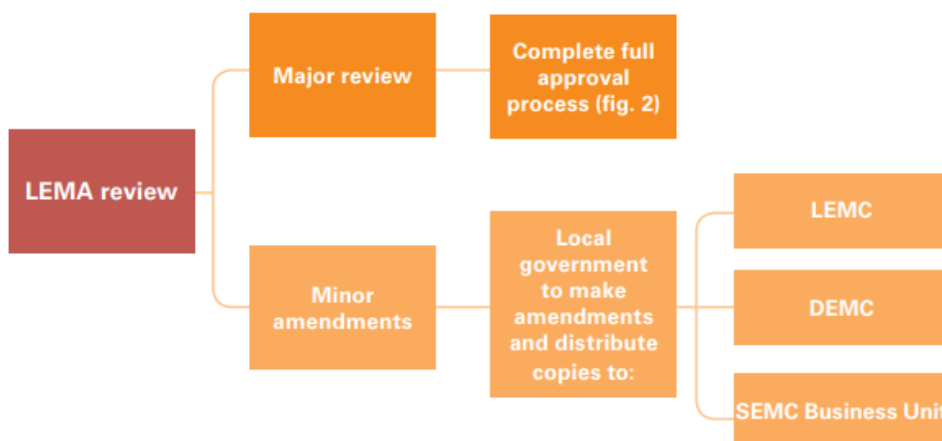 LEMA review
Major review
Complete full
approval
process (fig. 2)
Minor
amendments
Local
government
to make
amendments
and distribute
copies to:
LEMC
DEMC
SEMC Business Unit